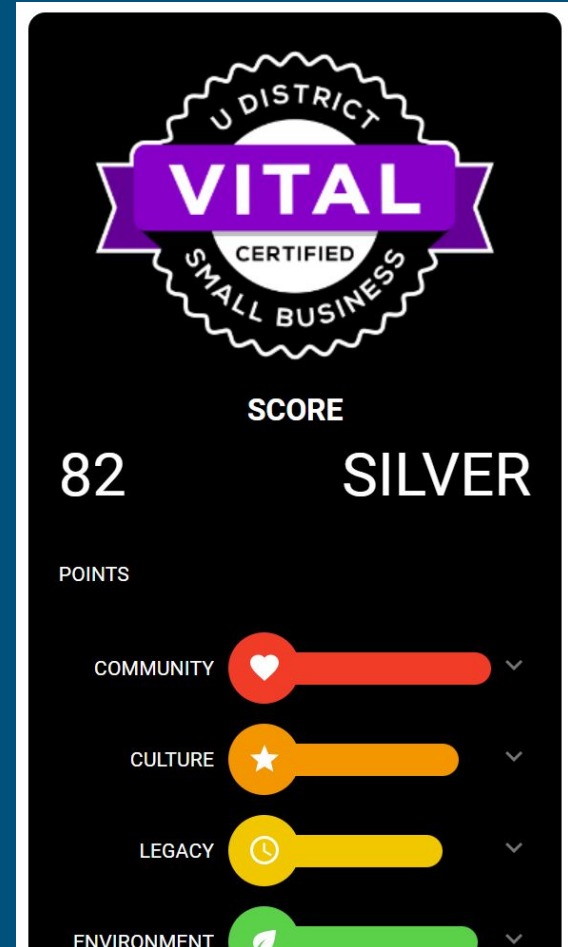 U DISTRICT
VITAL
CERTIFIED
SMALL BUSINESS
SCORE
82 SILVER
POINTS
COMMUNITY
CULTURE
LEGACY
ENVIRONMENT